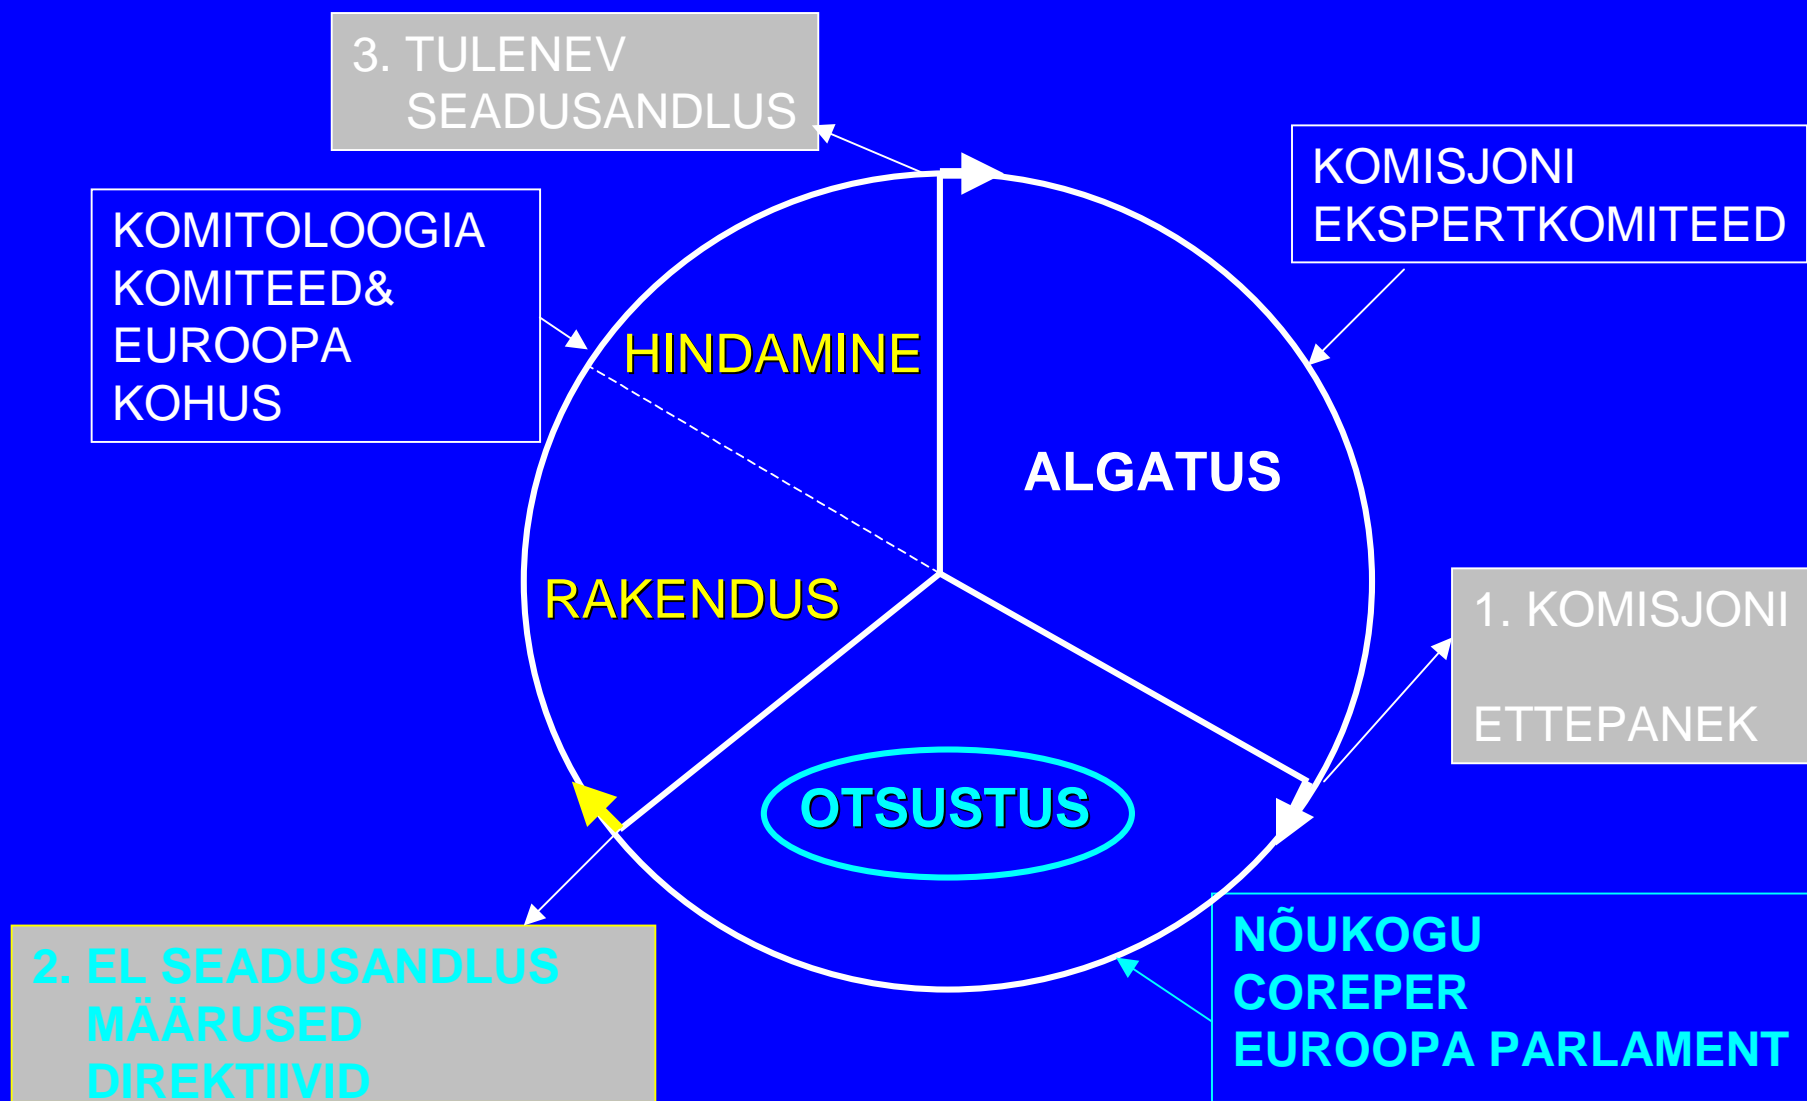 3. TULENEV
SEADUSANDLUS
KOMISJONI
EKSPERTKOMITEED
KOMITOLOOGIA
KOMITEED&
EUROOPA
KOHUS
HINDAMINE
ALGATUS
RAKENDUS
1. KOMISJONI
ETTEPANEK
OTSUSTUS
2. EL SEADUSANDLUS
MÄÄRUSED
DIREKTIIVID
NÕUKOGU
COREPER
EUROOPA PARLAMENT